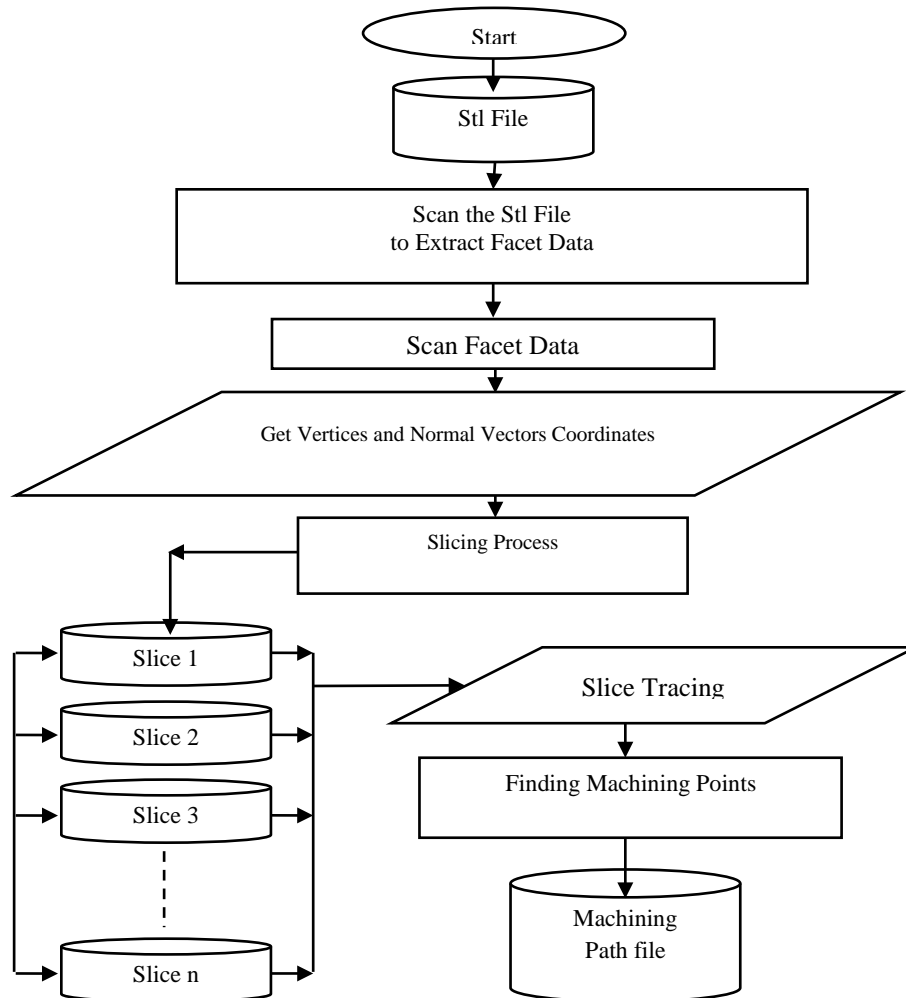 Start
Stl File
Scan the Stl File
to Extract Facet Data
Scan Facet Data
Get Vertices and Normal Vectors Coordinates
Slicing Process
Slice 1
Slice 2
Slice 3
Slice n
Slice Tracing
Finding Machining Points
Machining
Path file